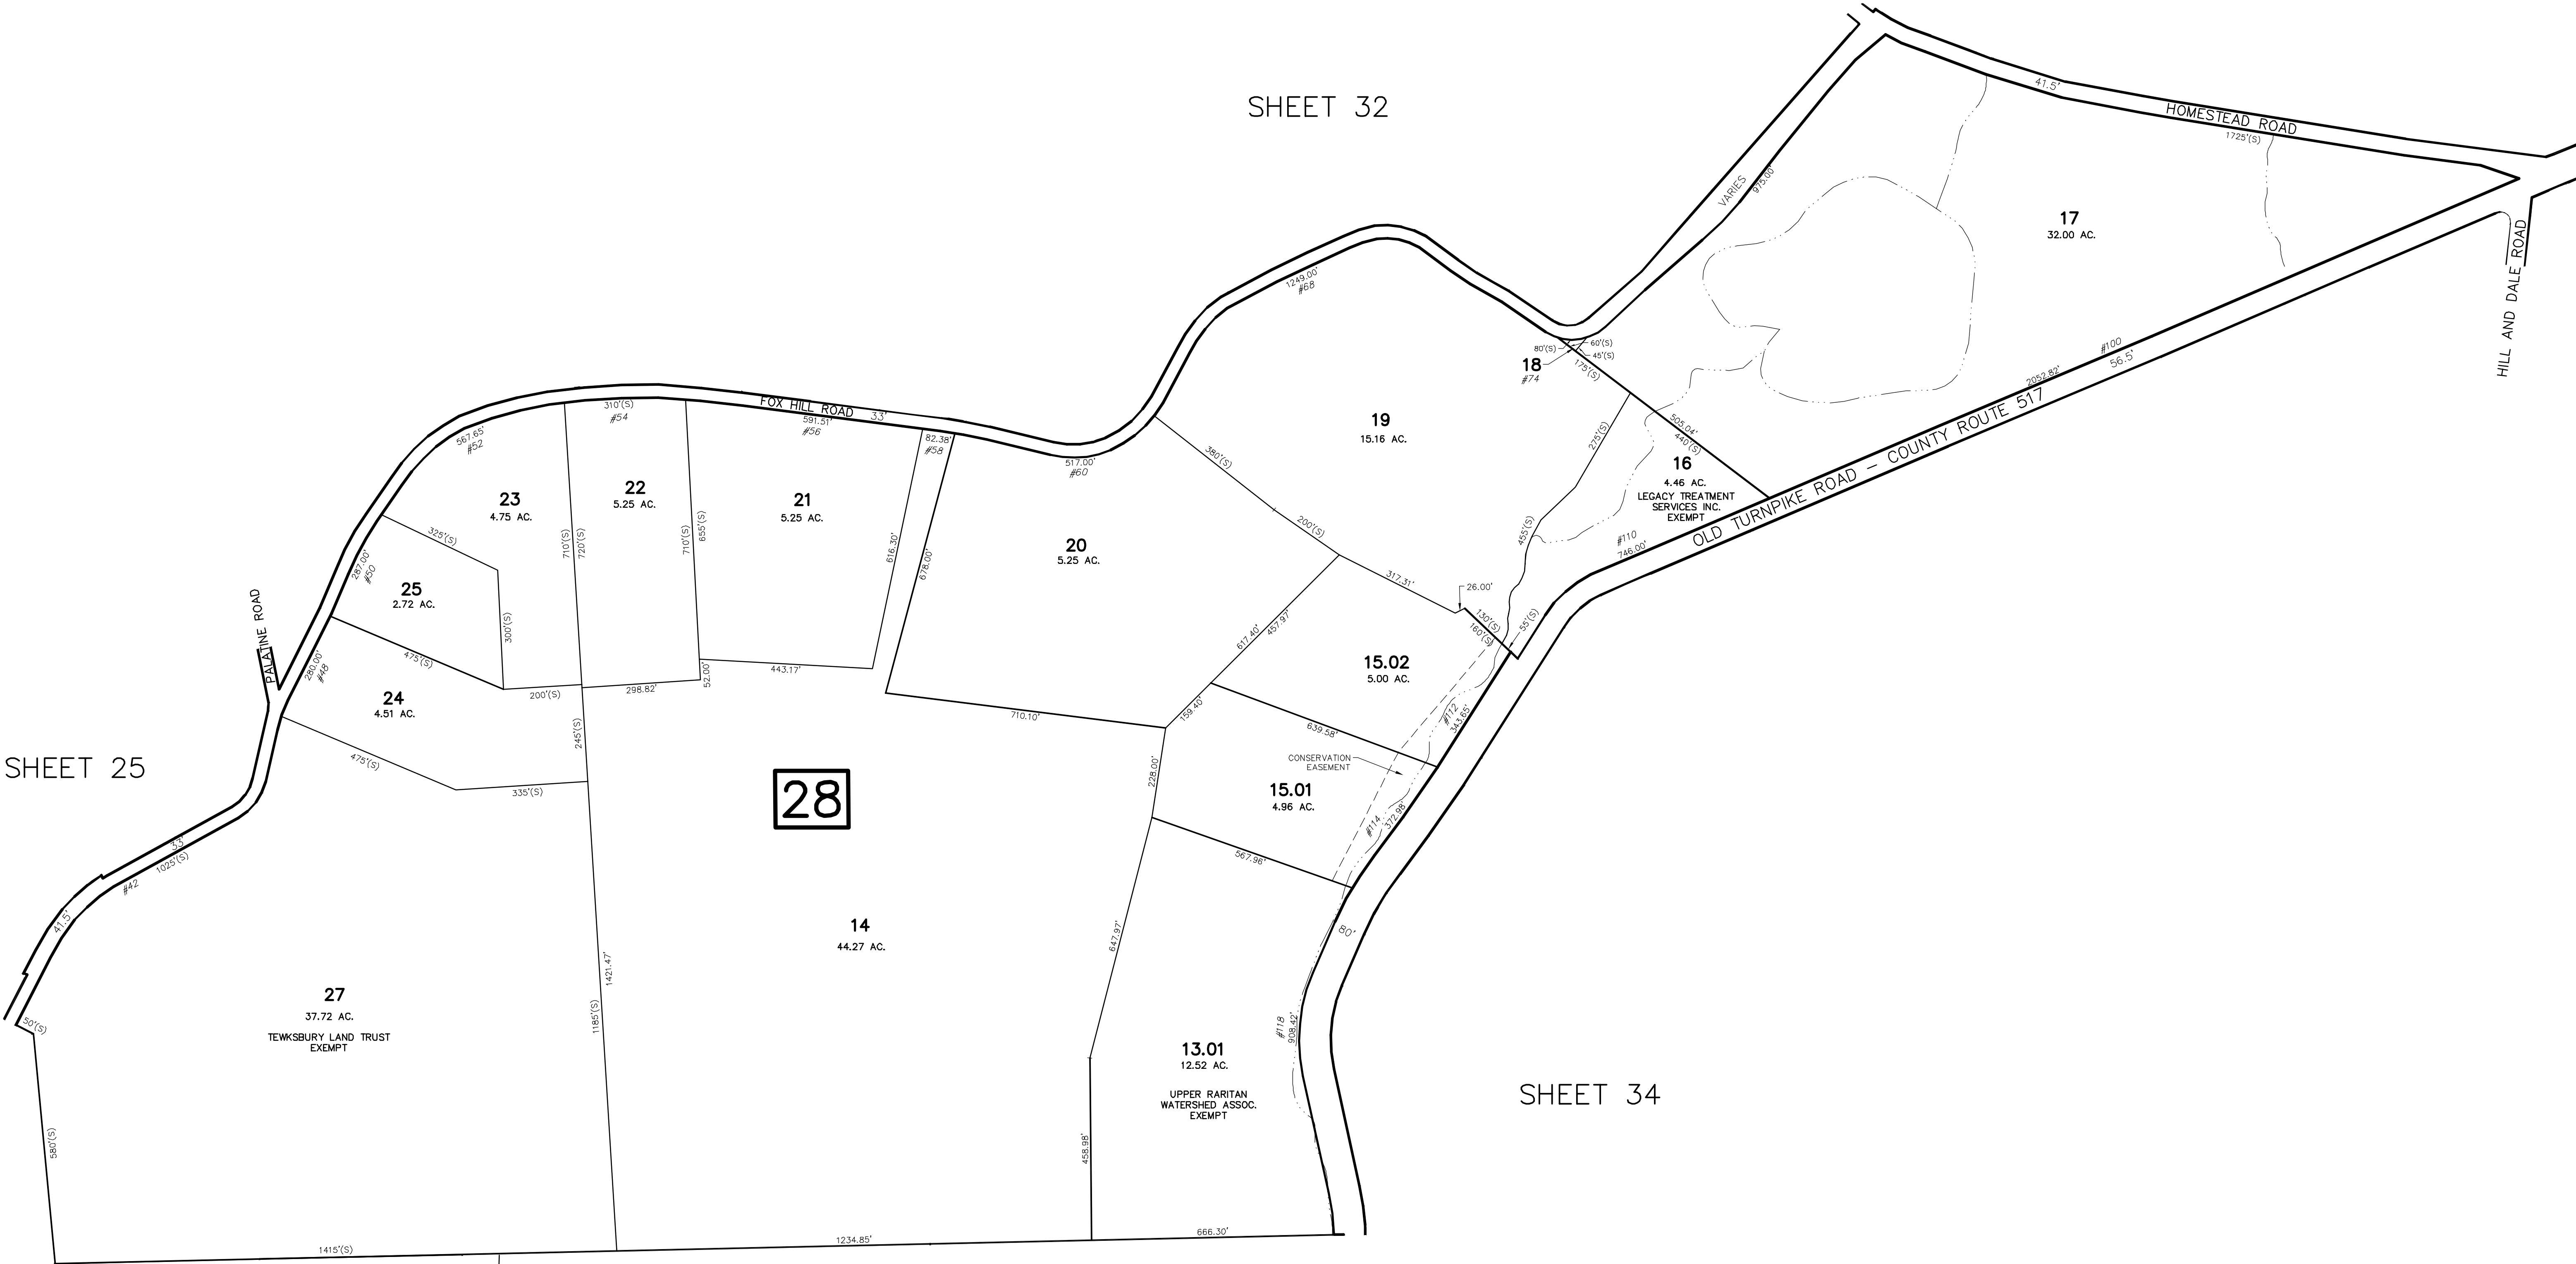 SHEET 32
41.5'
HOMESTEAD ROAD
1725'(S)
VARIES
975.00'
17
32.00 AC.
HILL AND DALE ROAD
#100
2052.82'
56.5'
OLD TURNPIKE ROAD - COUNTY ROUTE 517
1249.00'
#68
80'(S)
60'(S)
45'(S)
18
#74
175'(S)
19
15.16 AC.
275'(S)
505.04'
440'(S)
16
4.46 AC.
LEGACY TREATMENT
SERVICES INC.
EXEMPT
#110
746.00'
455'(S)
FOX HILL ROAD
33'
310'(S)
#54
591.51'
#56
82.38'
#58
517.00'
#60
567.65'
#52
380'(S)
200'(S)
23
4.75 AC.
22
5.25 AC.
21
5.25 AC.
20
5.25 AC.
325'(S)
710'(S)
720'(S)
710'(S)
655'(S)
616.30'
678.00'
287.00'
#50
25
2.72 AC.
300'(S)
317.31'
26.00'
130'(S)
160'(S)
55'(S)
617.40'
457.97'
PALATINE ROAD
280.00'
#48
475'(S)
200'(S)
298.82'
52.00'
443.17'
24
4.51 AC.
15.02
5.00 AC.
245'(S)
710.10'
159.40'
639.58'
#112
343.65'
SHEET 25
475'(S)
335'(S)
28
228.00'
CONSERVATION
EASEMENT
15.01
4.96 AC.
#114
372.98'
33'
1025'(S)
#42
567.96'
41.5'
14
44.27 AC.
647.97'
80'
1421.47'
1185'(S)
27
37.72 AC.
TEWKSBURY LAND TRUST
EXEMPT
50'(S)
#118
908.42'
13.01
12.52 AC.
UPPER RARITAN
WATERSHED ASSOC.
EXEMPT
SHEET 34
580'(S)
458.98'
1415'(S)
1234.85'
666.30'